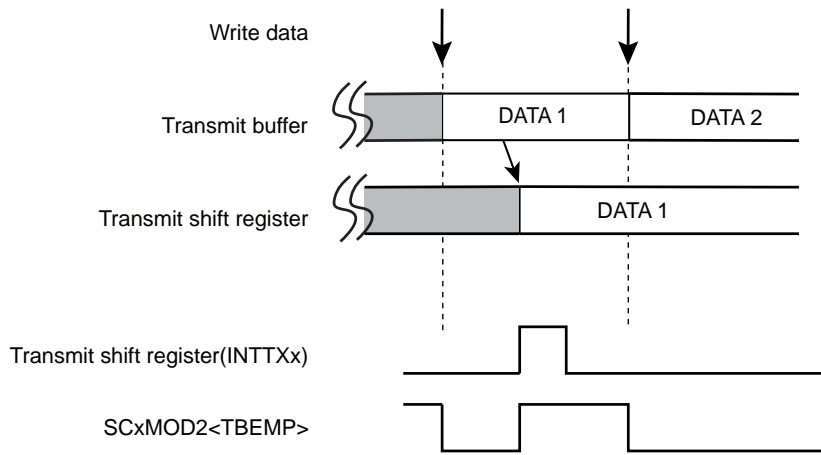 Write data
Transmit buffer
DATA 1
DATA 2
Transmit shift register
DATA 1
Transmit shift register(INTTXx)
SCxMOD2<TBEMP>